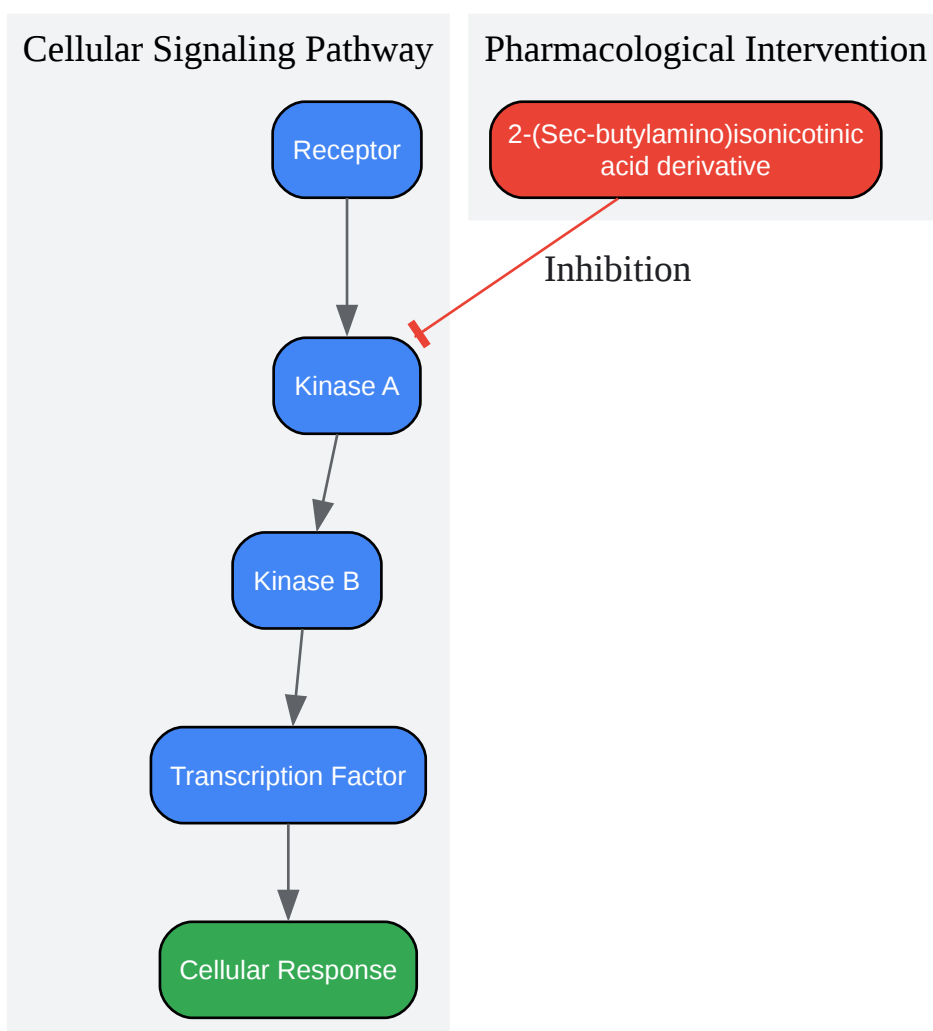 Cellular Signaling Pathway
Pharmacological Intervention
Receptor
2-(Sec-butylamino)isonicotinic
acid derivative
Inhibition
Kinase A
Kinase B
Transcription Factor
Cellular Response